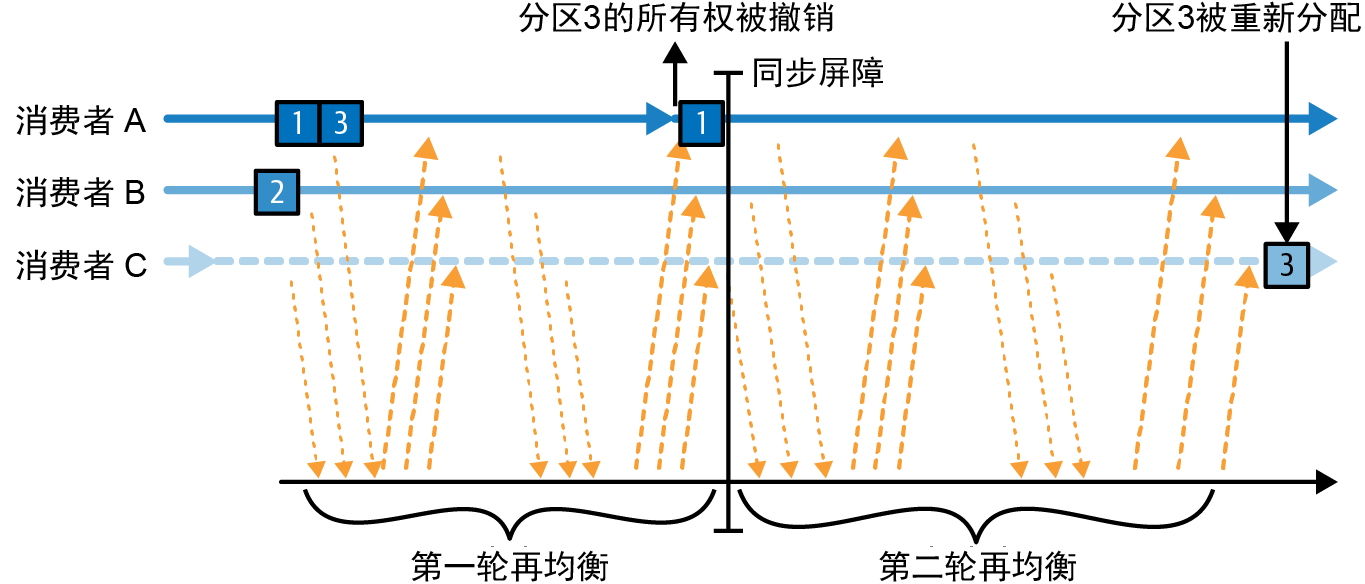 分区3的所有权被撤销
分区3被重新分配
同步屏障
消费者 A
1 3
1
消费者 B
2
消费者 C
3
第一轮再均衡
第二轮再均衡